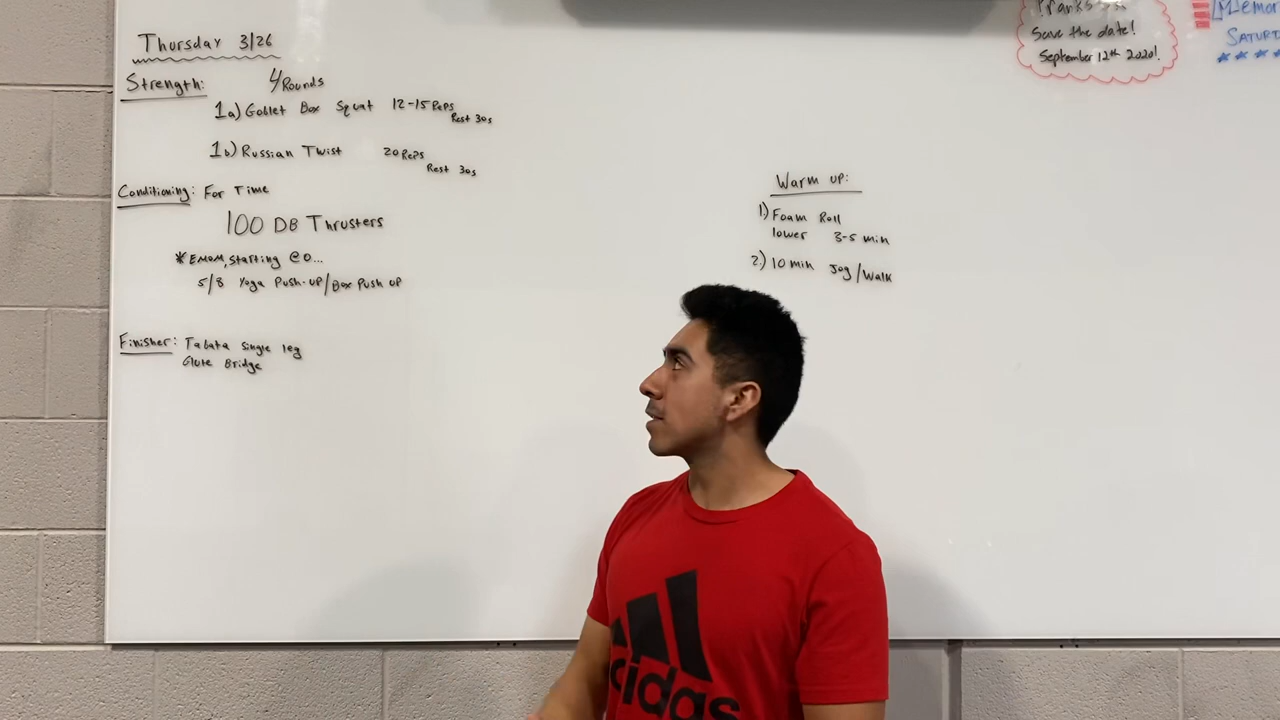 Thursday 3/26
Strength: 4 Rounds
1a) Goblet Box Squat 12-15 Reps
Rest 30s
1b) Russian Twist 20 Reps
Rest 30s
Conditioning: For Time
100 DB Thrusters
*EMOM, Starting @ 0...
5/8 Yoga Push-up/Box Push up
Finisher: Tabata Single leg
Glute Bridge
Warm up:
1) Foam Roll
lower 3-5 min
2) 10 min Jog/Walk
Save the date!
September 12th 2020!
Memor
Saturd
adidas